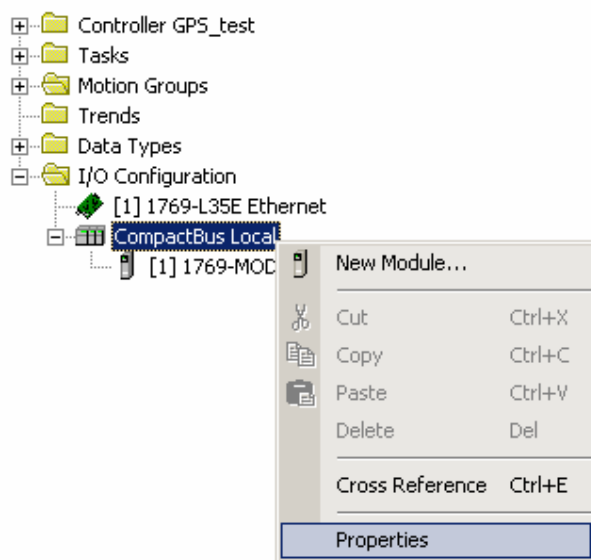 Controller GPS_test
Tasks
Motion Groups
Trends
Data Types
I/O Configuration
[1] 1769-L35E Ethernet
CompactBus Local
[1] 1769-MOD
New Module...
Cut Ctrl+X
Copy Ctrl+C
Paste Ctrl+V
Delete Del
Cross Reference Ctrl+E
Properties